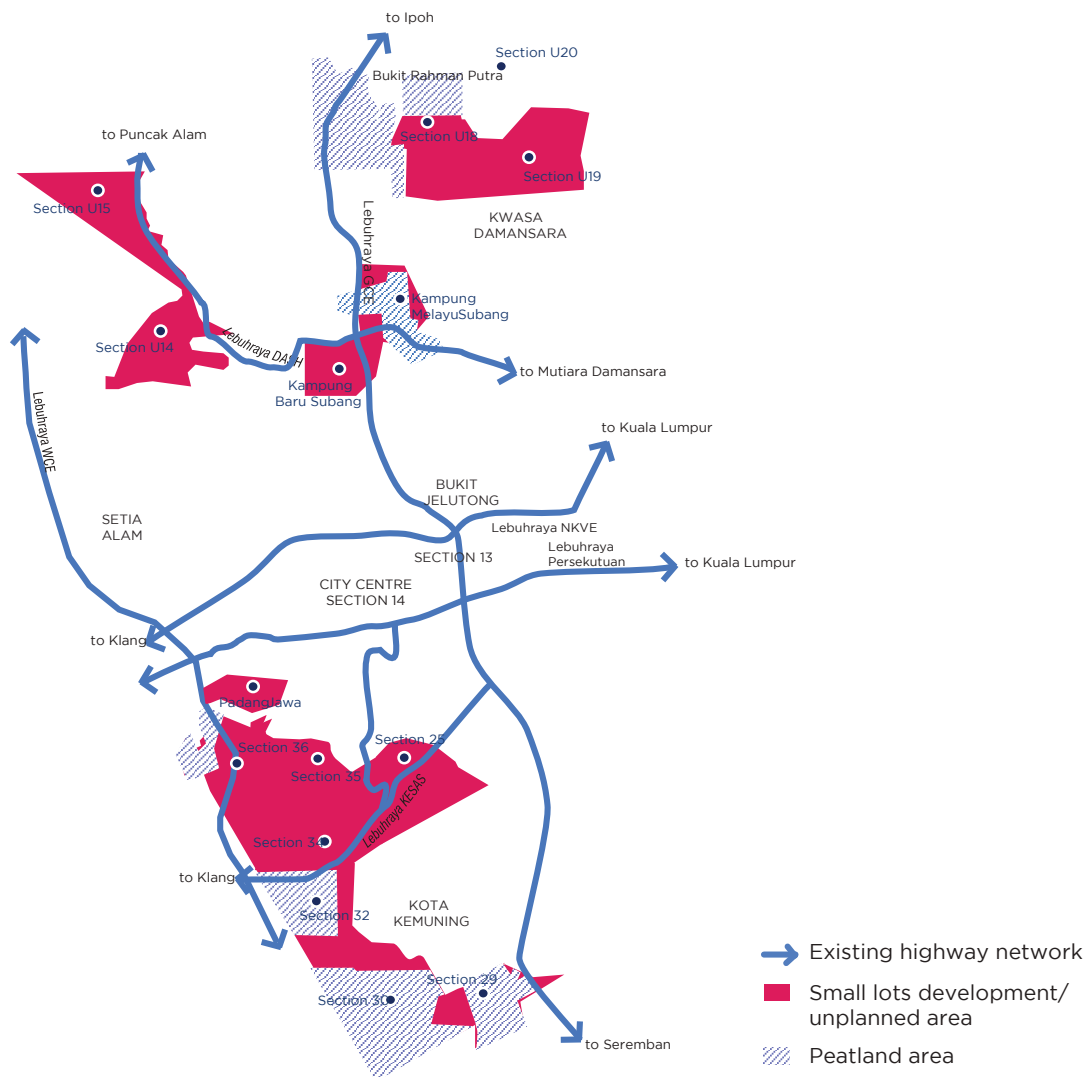 to Ipoh
Section U20
Bukit Rahman Putra
to Puncak Alam
Section U18
Section U19
Section U15
KWASA
DAMANSARA
Lebuhraya GCE
Kampung
MelayuSubang
Section U14
Lebuhraya DASH
to Mutiara Damansara
Kampung
Baru Subang
Lebuhraya WCE
to Kuala Lumpur
BUKIT
JELUTONG
SETIA
ALAM
Lebuhraya NKVE
SECTION 13
Lebuhraya
Persekutuan
to Kuala Lumpur
CITY CENTRE
SECTION 14
to Klang
PadangJawa
Section 36
Section 25
Section 35
Lebuhraya KESAS
Section 34
to Klang
Section 32
KOTA
KEMUNING
Section 29
Section 30
to Seremban
Existing highway network
Small lots development/
unplanned area
Peatland area